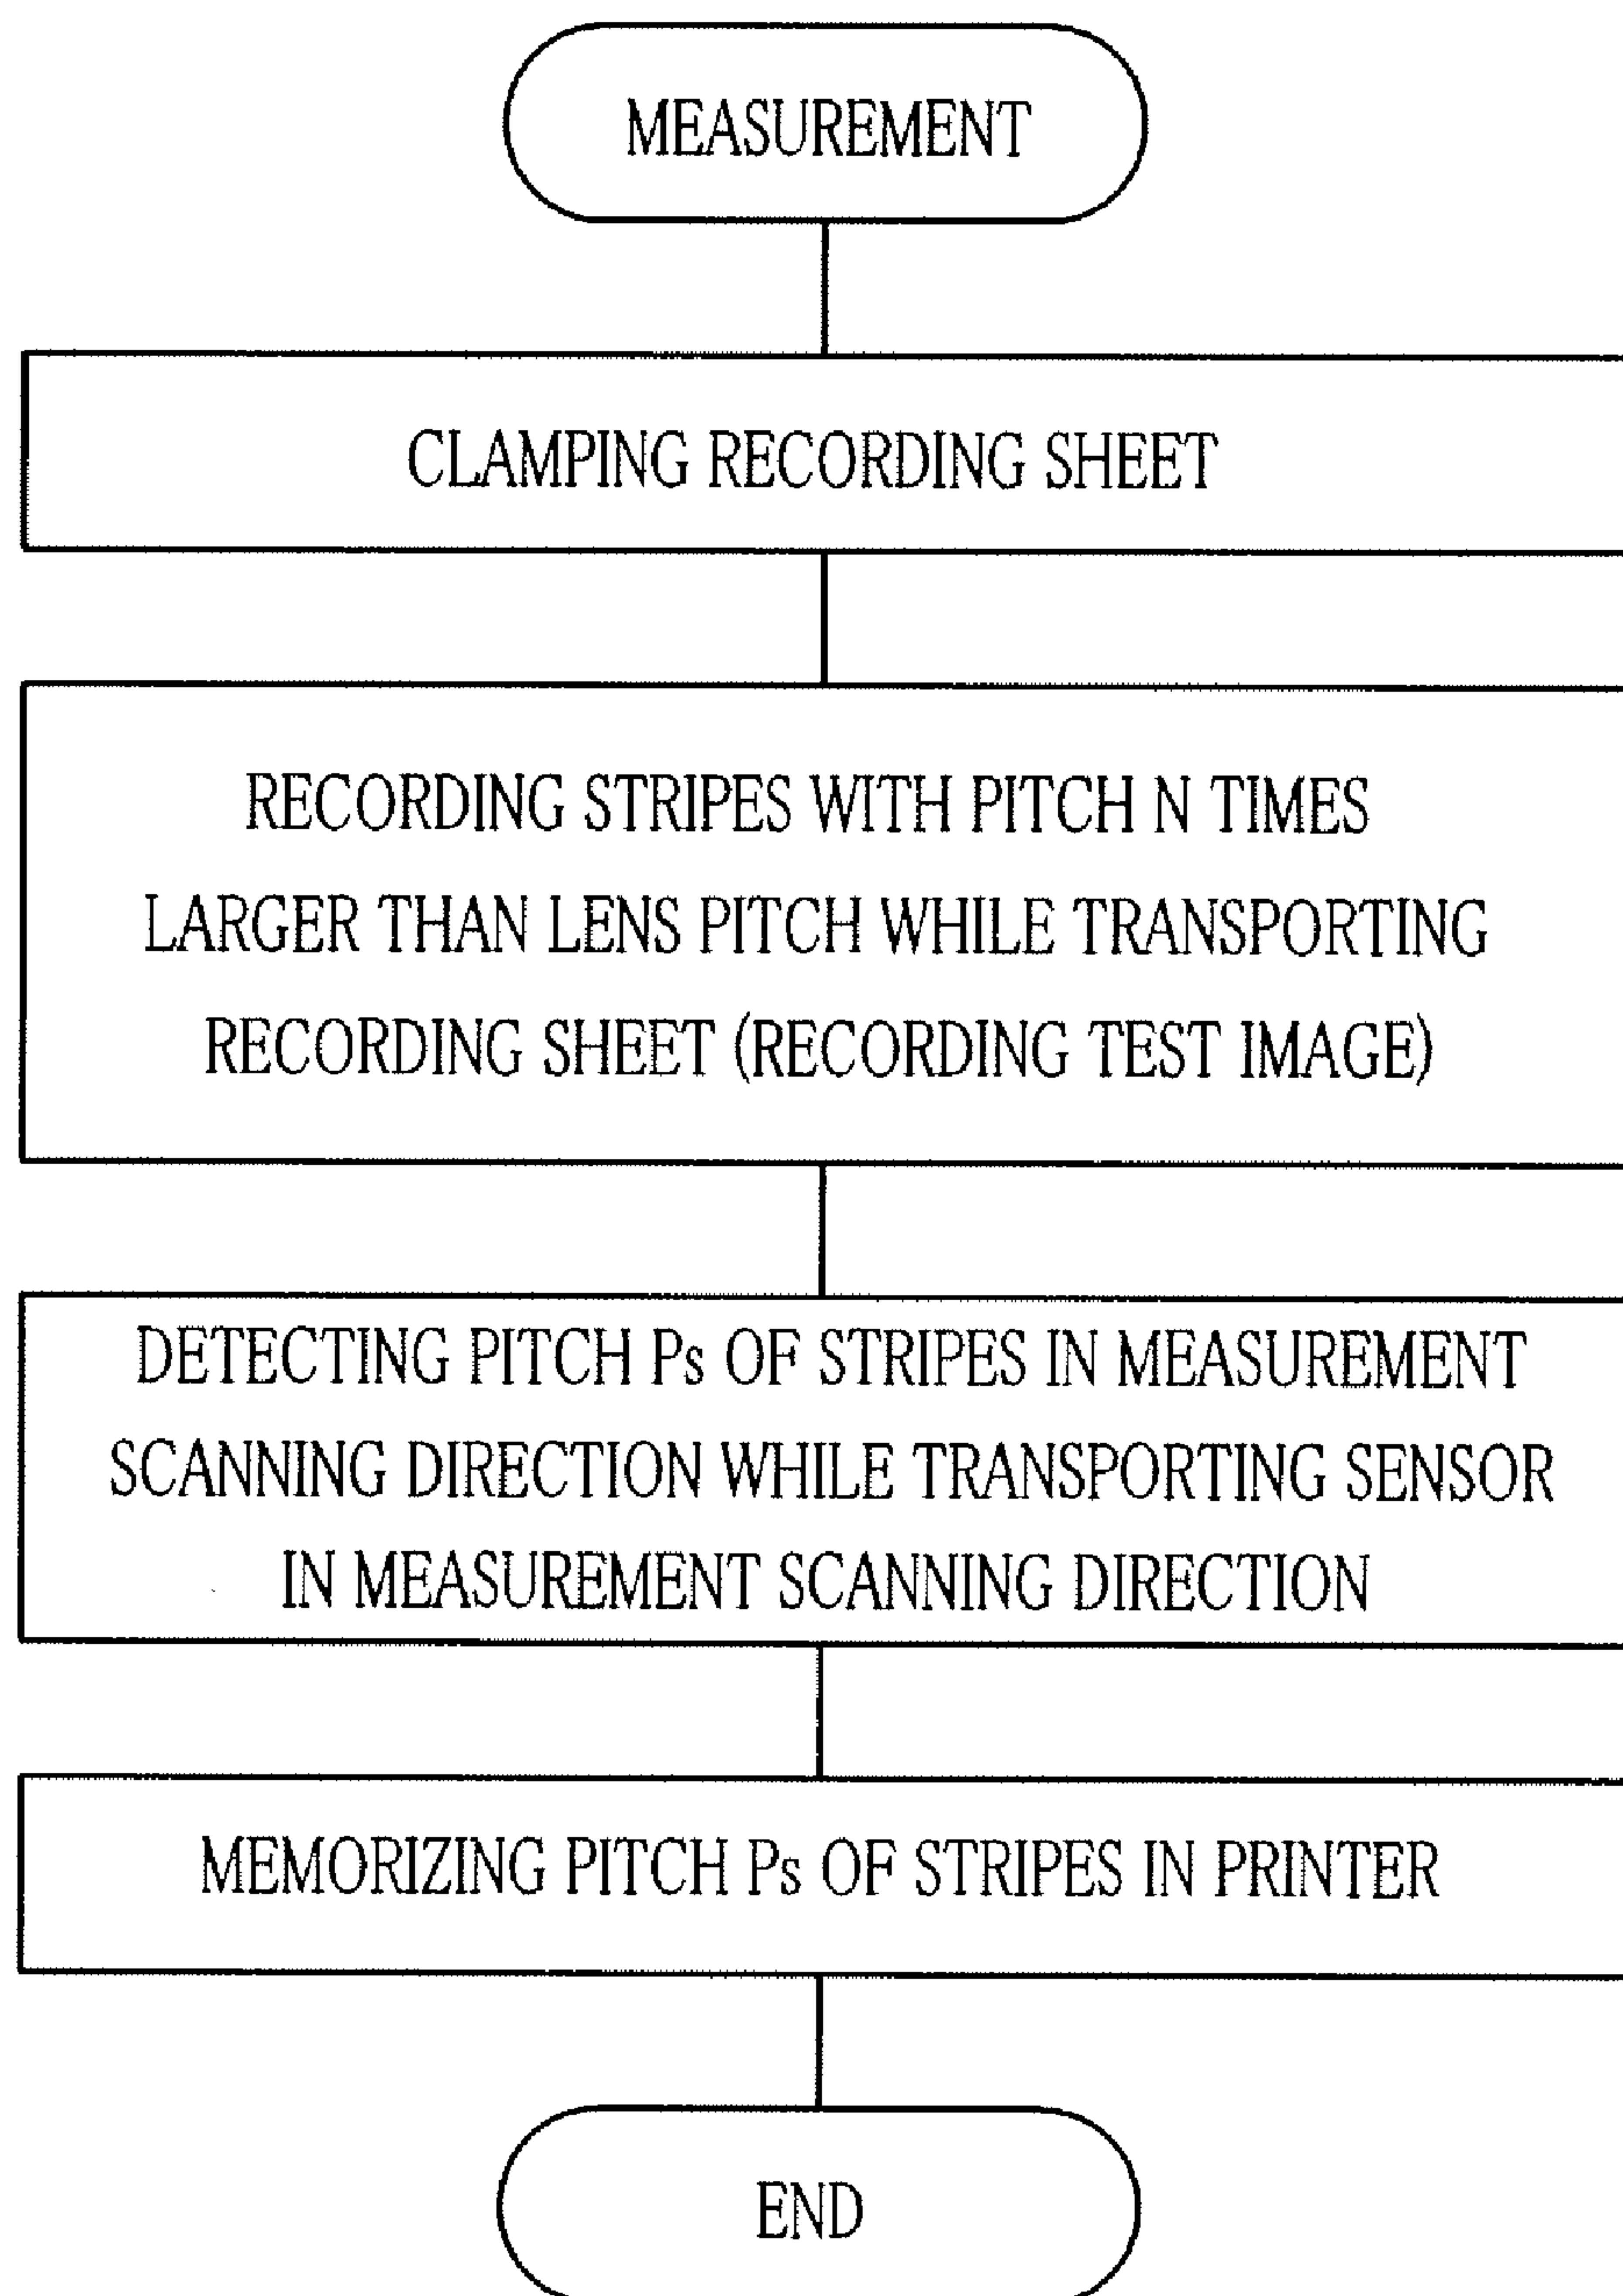 MEASUREMENT
CLAMPING RECORDING SHEET
RECORDING STRIPES WITH PITCH N TIMES
LARGER THAN LENS PITCH WHILE TRANSPORTING
RECORDING SHEET (RECORDING TEST IMAGE)
DETECTING PITCH Ps OF STRIPES IN MEASUREMENT
SCANNING DIRECTION WHILE TRANSPORTING SENSOR
IN MEASUREMENT SCANNING DIRECTION
MEMORIZING PITCH Ps OF STRIPES IN PRINTER
END